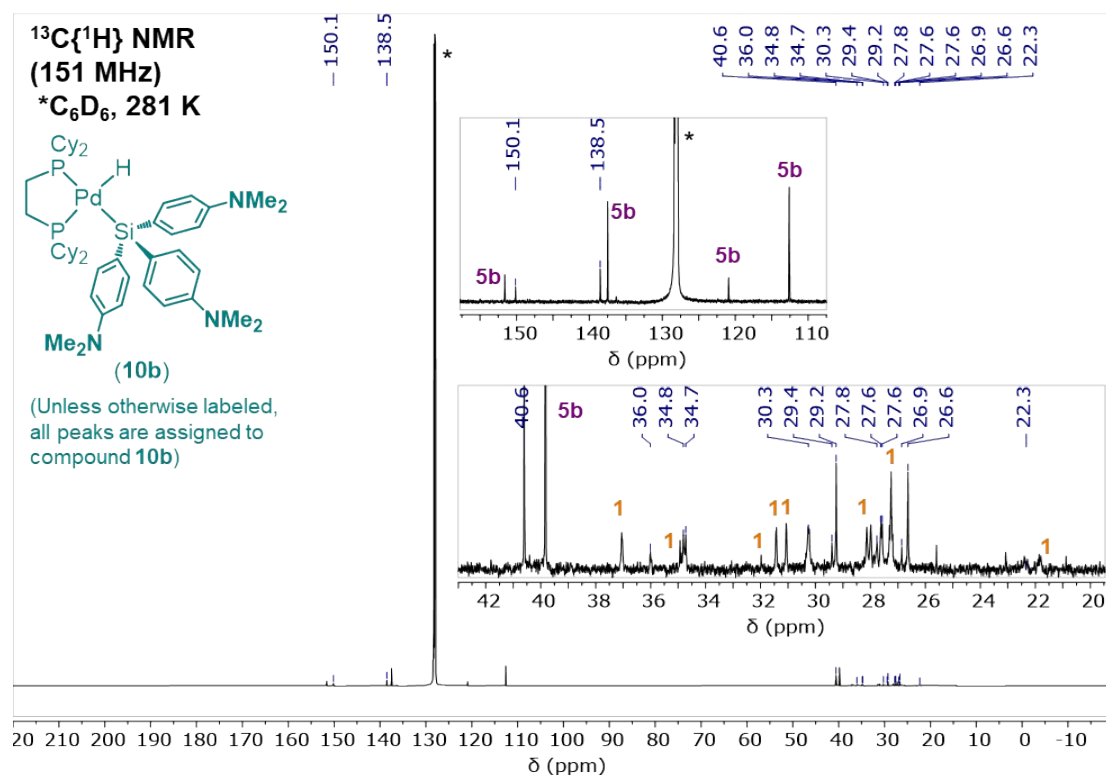 ¹³C{¹H} NMR
(151 MHz)
*C₆D₆, 281 K
Cy₂
P
H
Pd
P
Si
Cy₂
NMe₂
NMe₂
Me₂N
(10b)
(Unless otherwise labeled,
all peaks are assigned to
compound 10b)
150.1
138.5
*
40.6
36.0
34.8
34.7
30.3
29.4
29.2
27.8
27.6
27.6
26.9
26.6
22.3
150.1
138.5
*
5b
5b
5b
5b
150 140 130 120 110
δ (ppm)
40.6
5b
36.0
34.8
34.7
30.3
29.4
29.2
27.8
27.6
27.6
26.9
26.6
22.3
1
1
1
1
1
1
1
1
42 40 38 36 34 32 30 28 26 24 22 20
δ (ppm)
20 210 200 190 180 170 160 150 140 130 120 110 100 90 80 70 60 50 40 30 20 10 0 -10
δ (ppm)